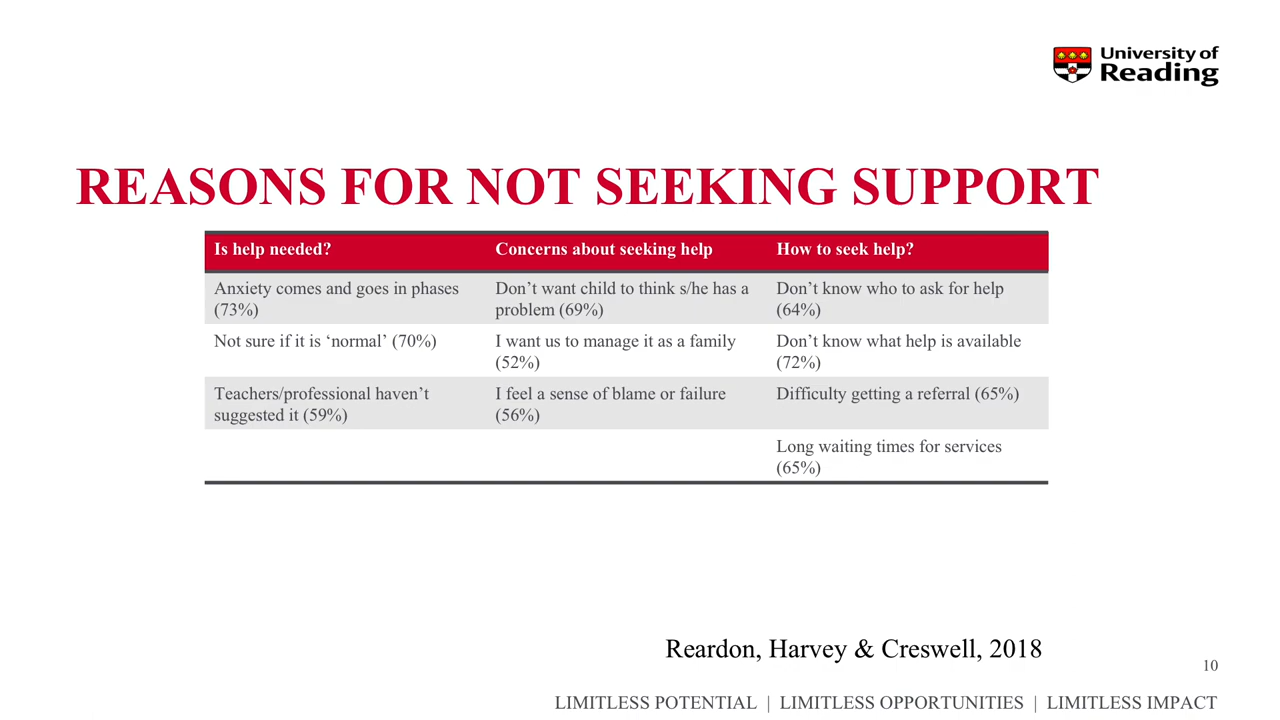 University of
Reading
REASONS FOR NOT SEEKING SUPPORT
Is help needed?
Concerns about seeking help
How to seek help?
Anxiety comes and goes in phases
(73%)
Don’t want child to think s/he has a
problem (69%)
Don’t know who to ask for help
(64%)
Not sure if it is ‘normal’ (70%)
I want us to manage it as a family
(52%)
Don’t know what help is available
(72%)
Teachers/professional haven’t
suggested it (59%)
I feel a sense of blame or failure
(56%)
Difficulty getting a referral (65%)
Long waiting times for services
(65%)
Reardon, Harvey & Creswell, 2018
10
LIMITLESS POTENTIAL | LIMITLESS OPPORTUNITIES | LIMITLESS IMPACT